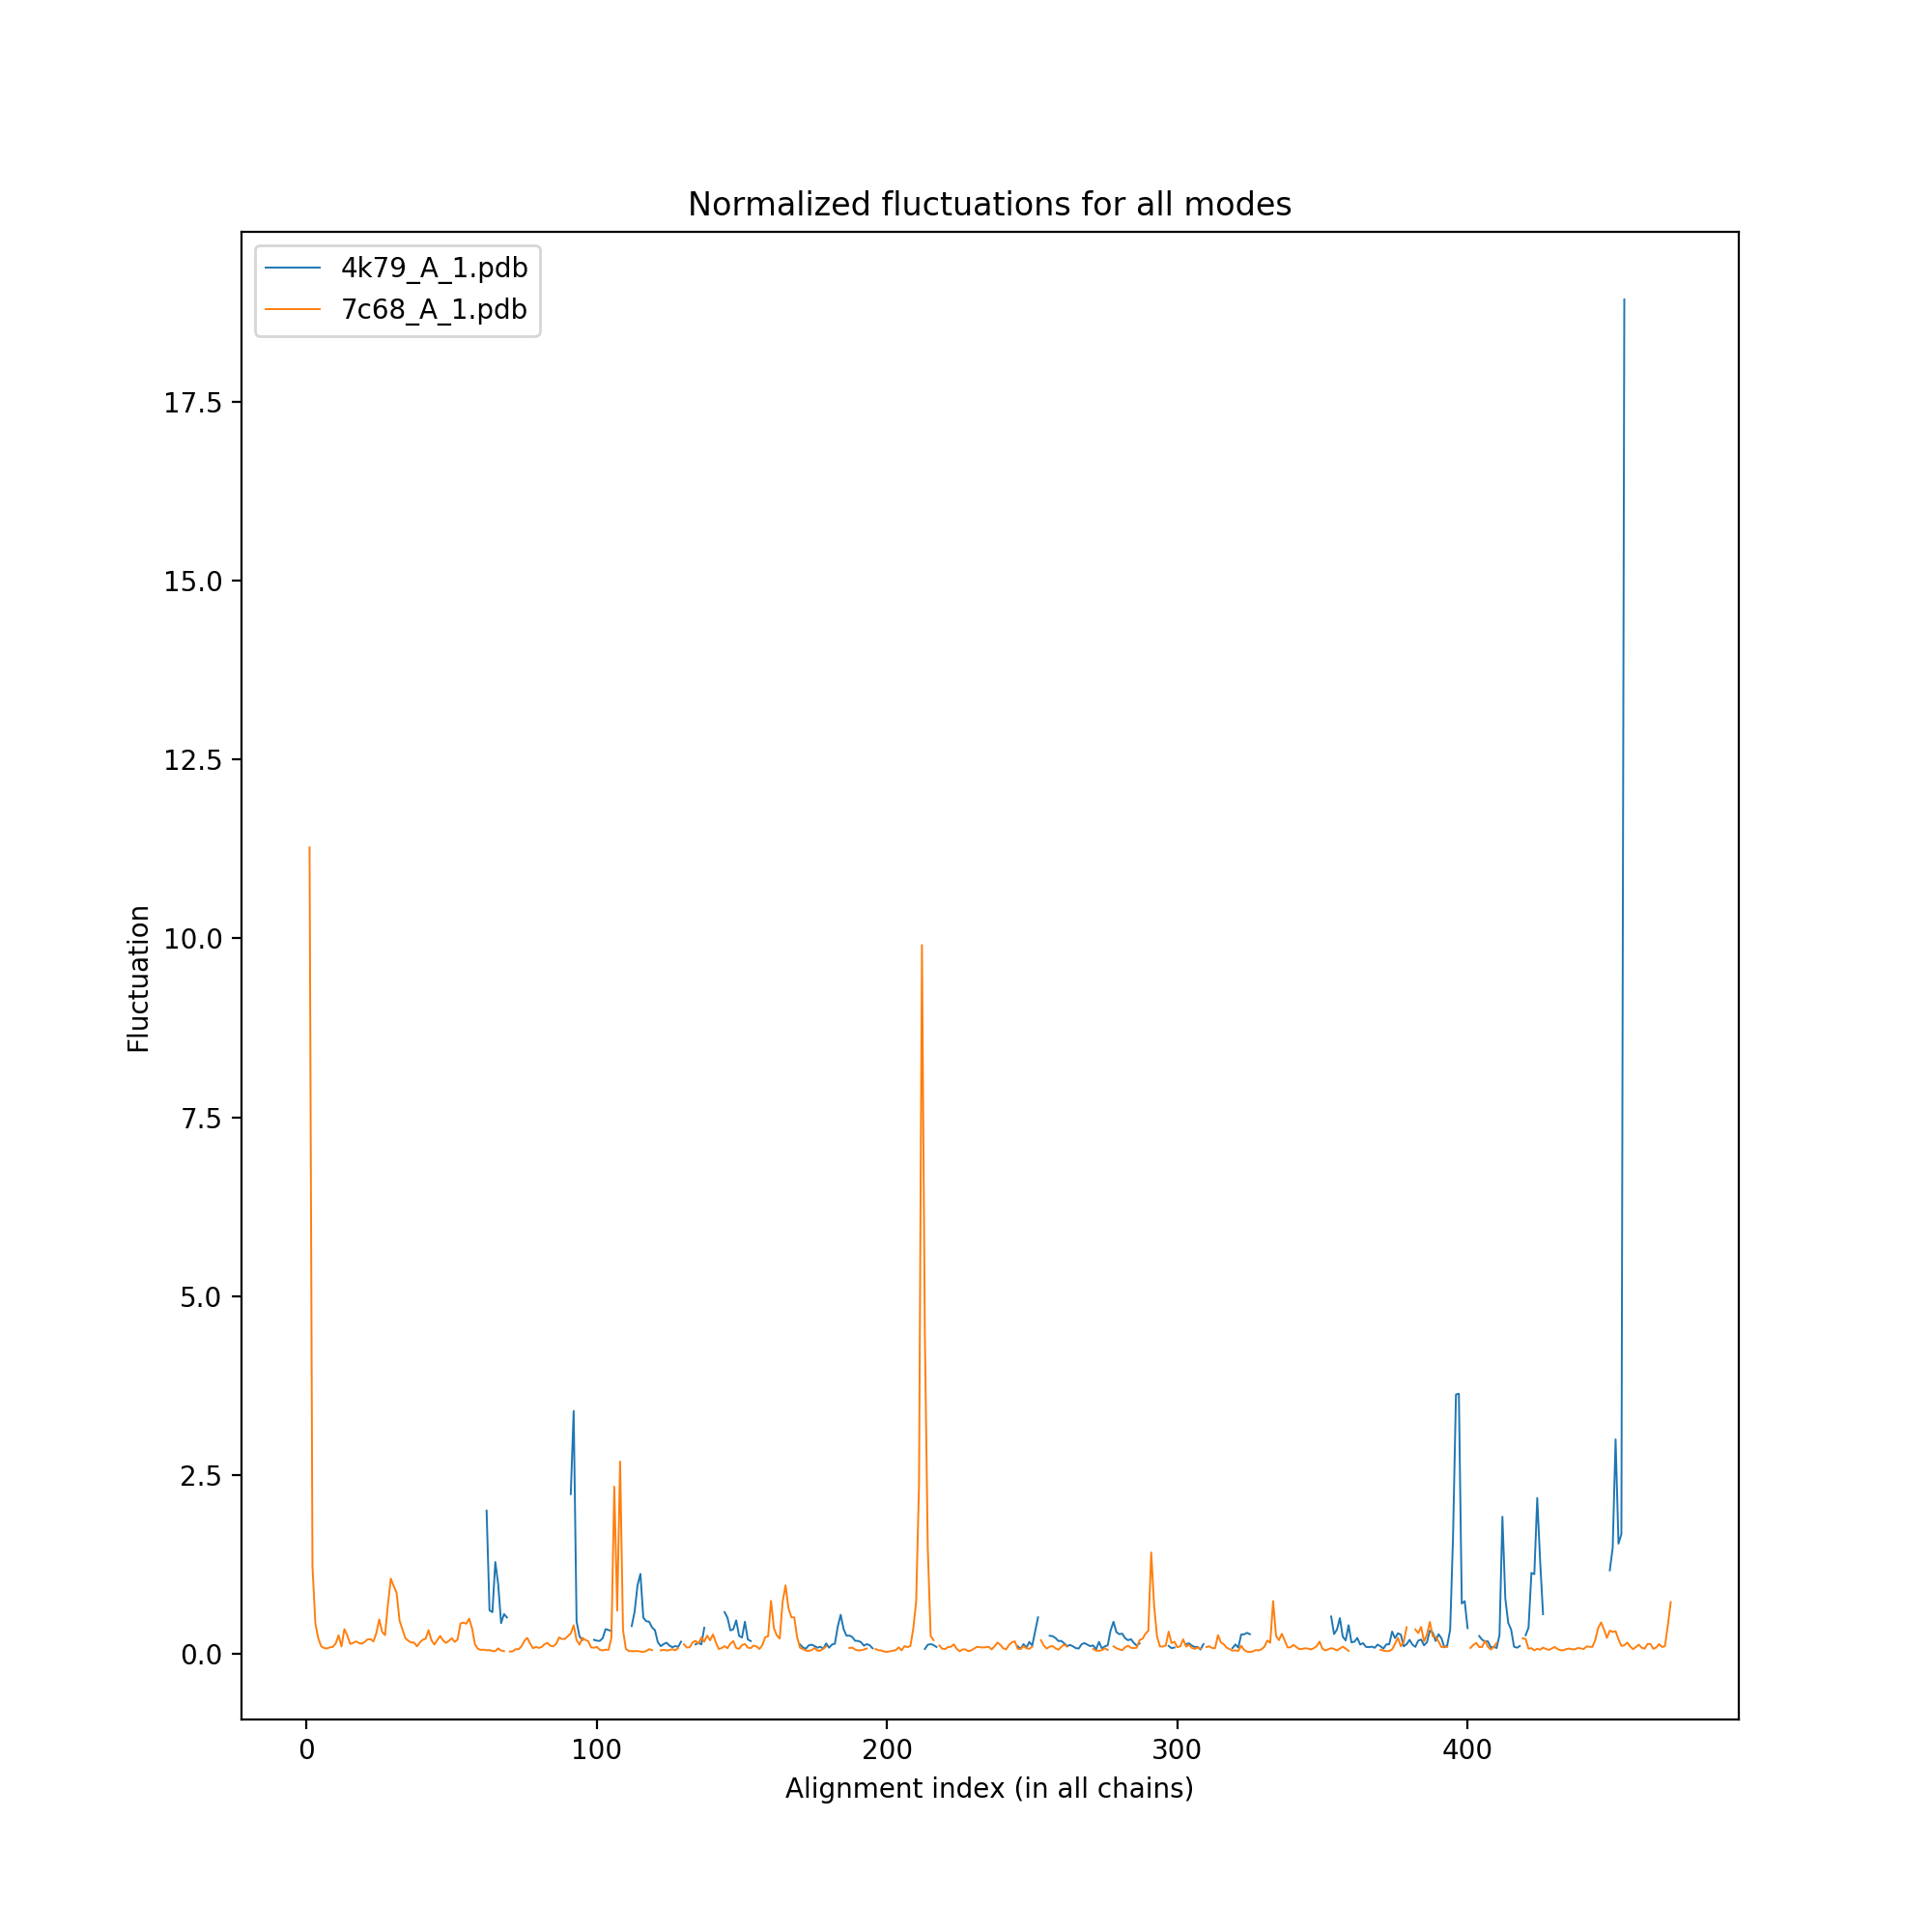 Normalized fluctuations for all modes
4k79_A_1.pdb
7c68_A_1.pdb
17.5
15.0
12.5
10.0
7.5
5.0
2.5
0.0
Fluctuation
0 100 200 300 400
Alignment index (in all chains)